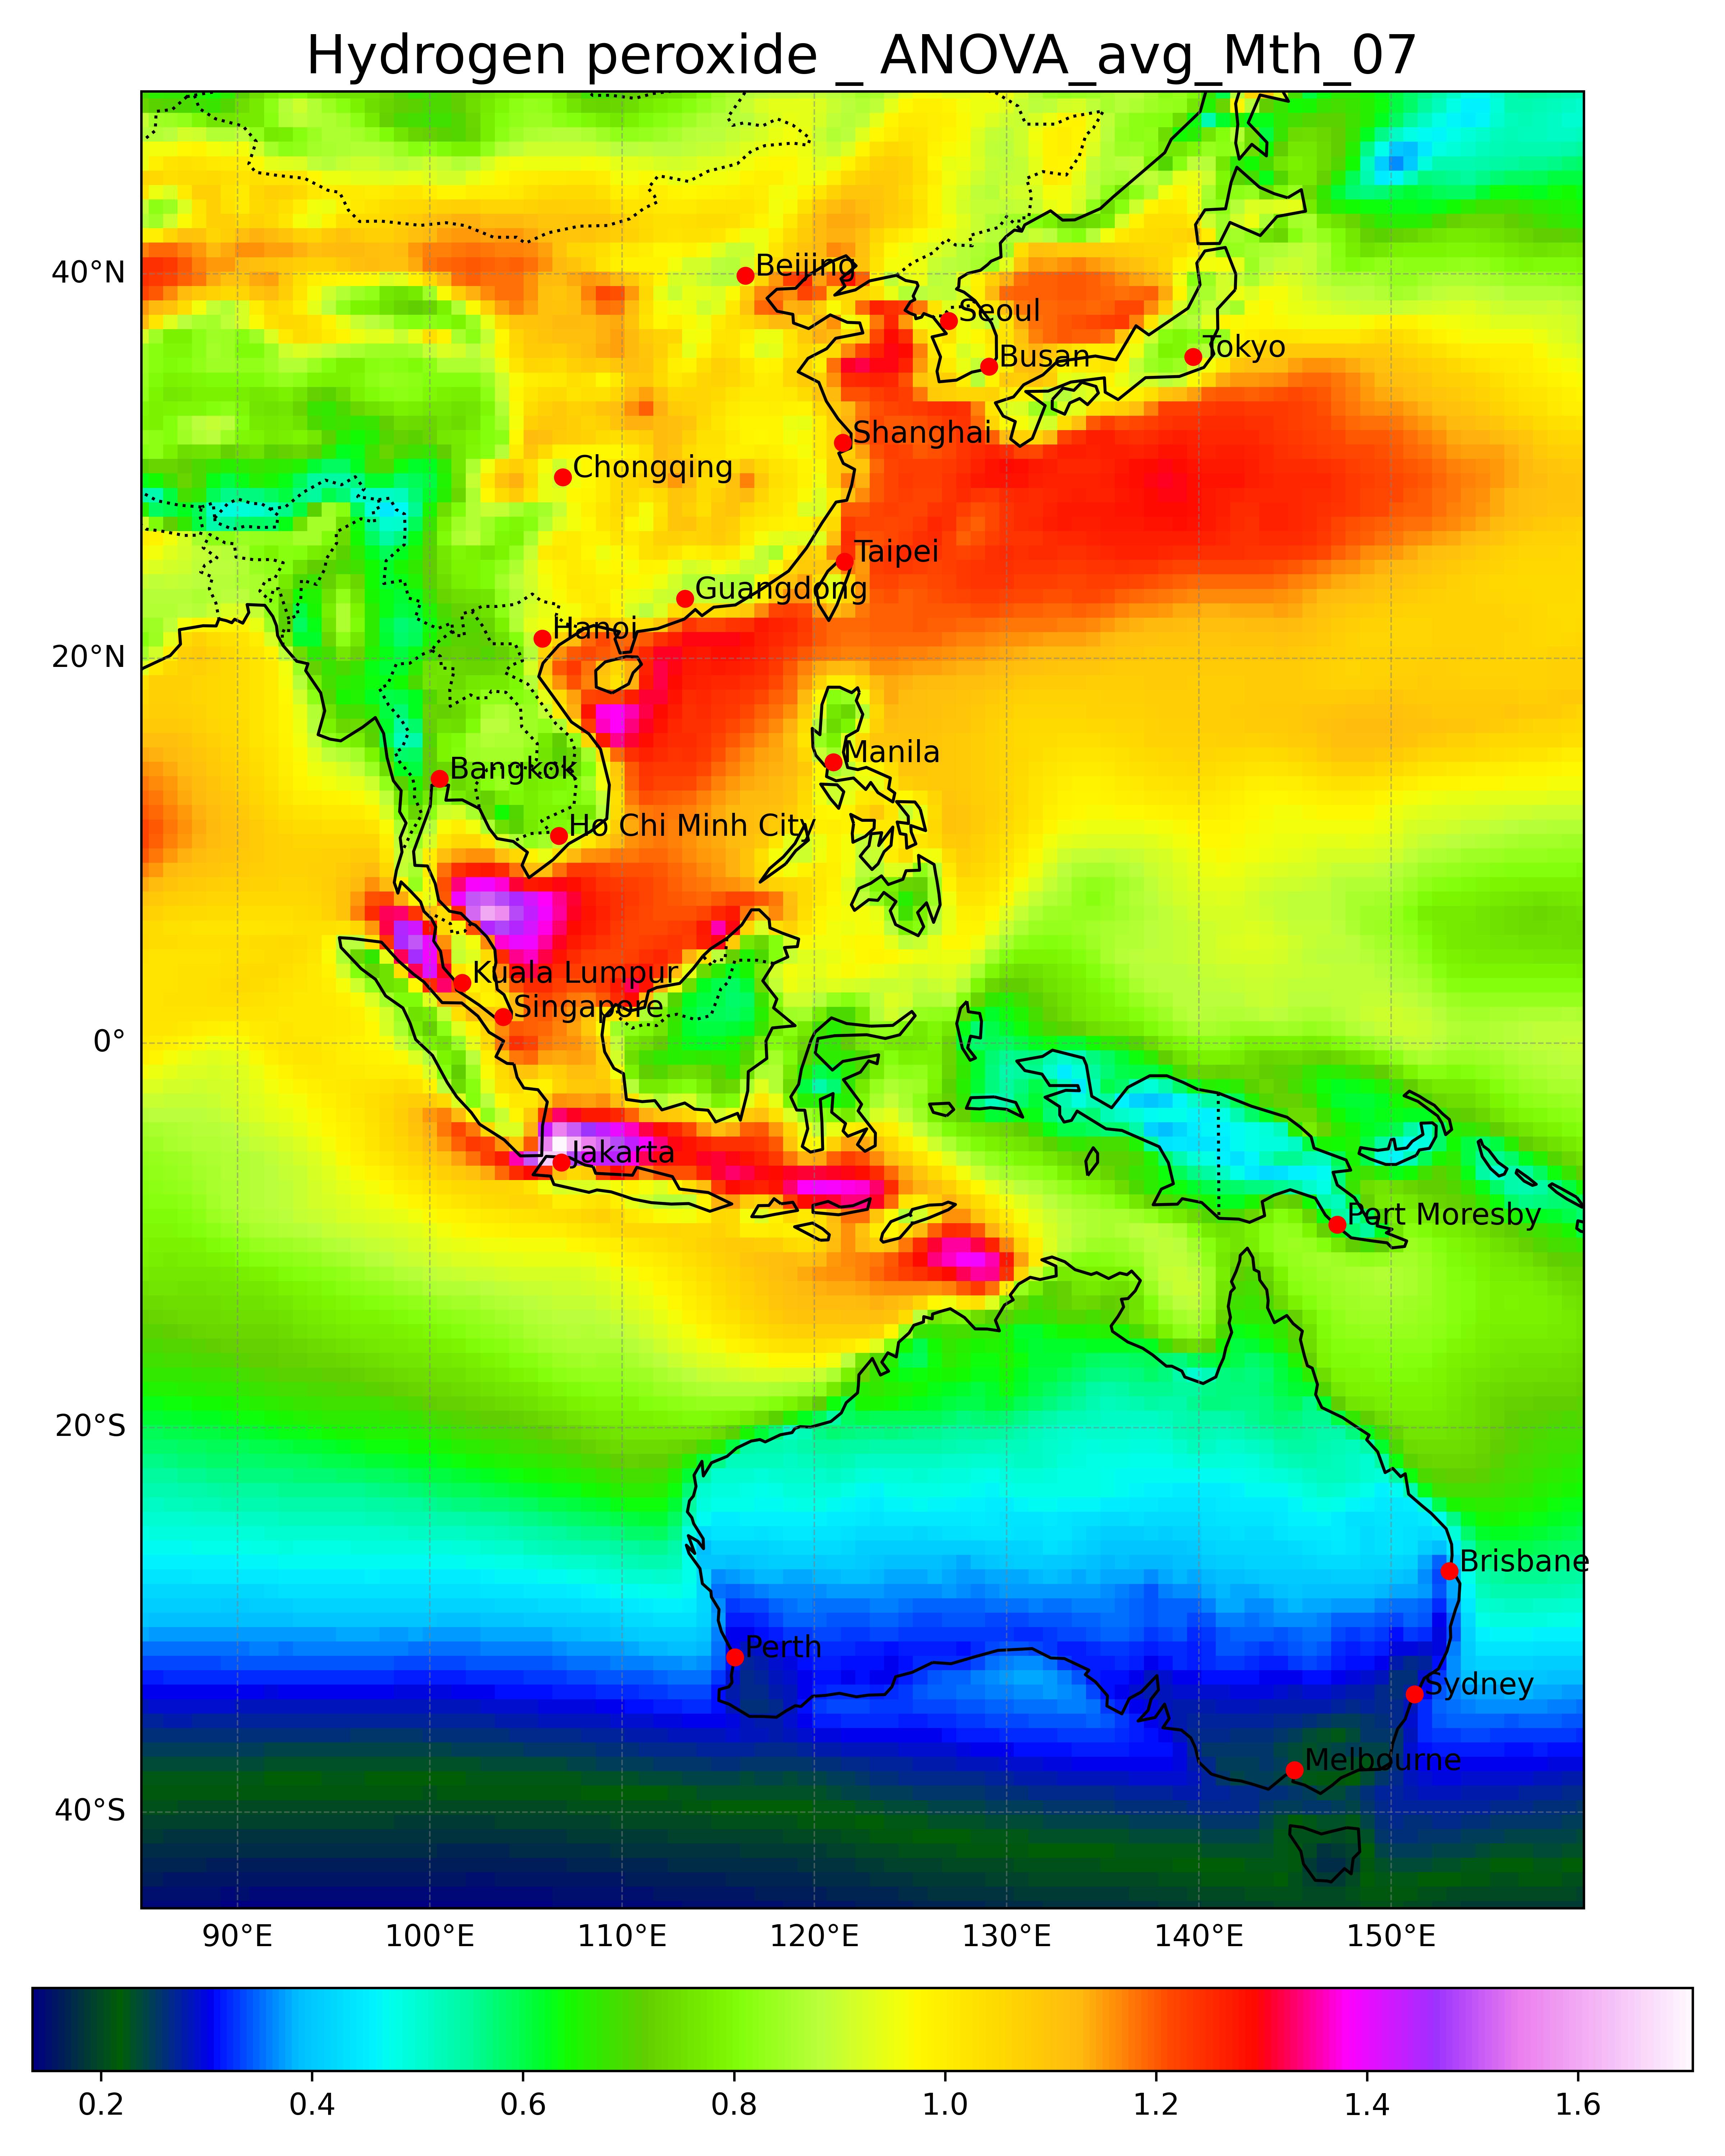 Hydrogen peroxide _ ANOVA_avg_Mth_07
40°N
20°N
0°
20°S
40°S
Beijing
Seoul
Busan
Tokyo
Shanghai
Chongqing
Taipei
Guangdong
Hanoi
Manila
Bangkok
Ho Chi Minh City
Kuala Lumpur
Singapore
Jakarta
Port Moresby
Brisbane
Perth
Sydney
Melbourne
90°E 100°E 110°E 120°E 130°E 140°E 150°E
0.2 0.4 0.6 0.8 1.0 1.2 1.4 1.6